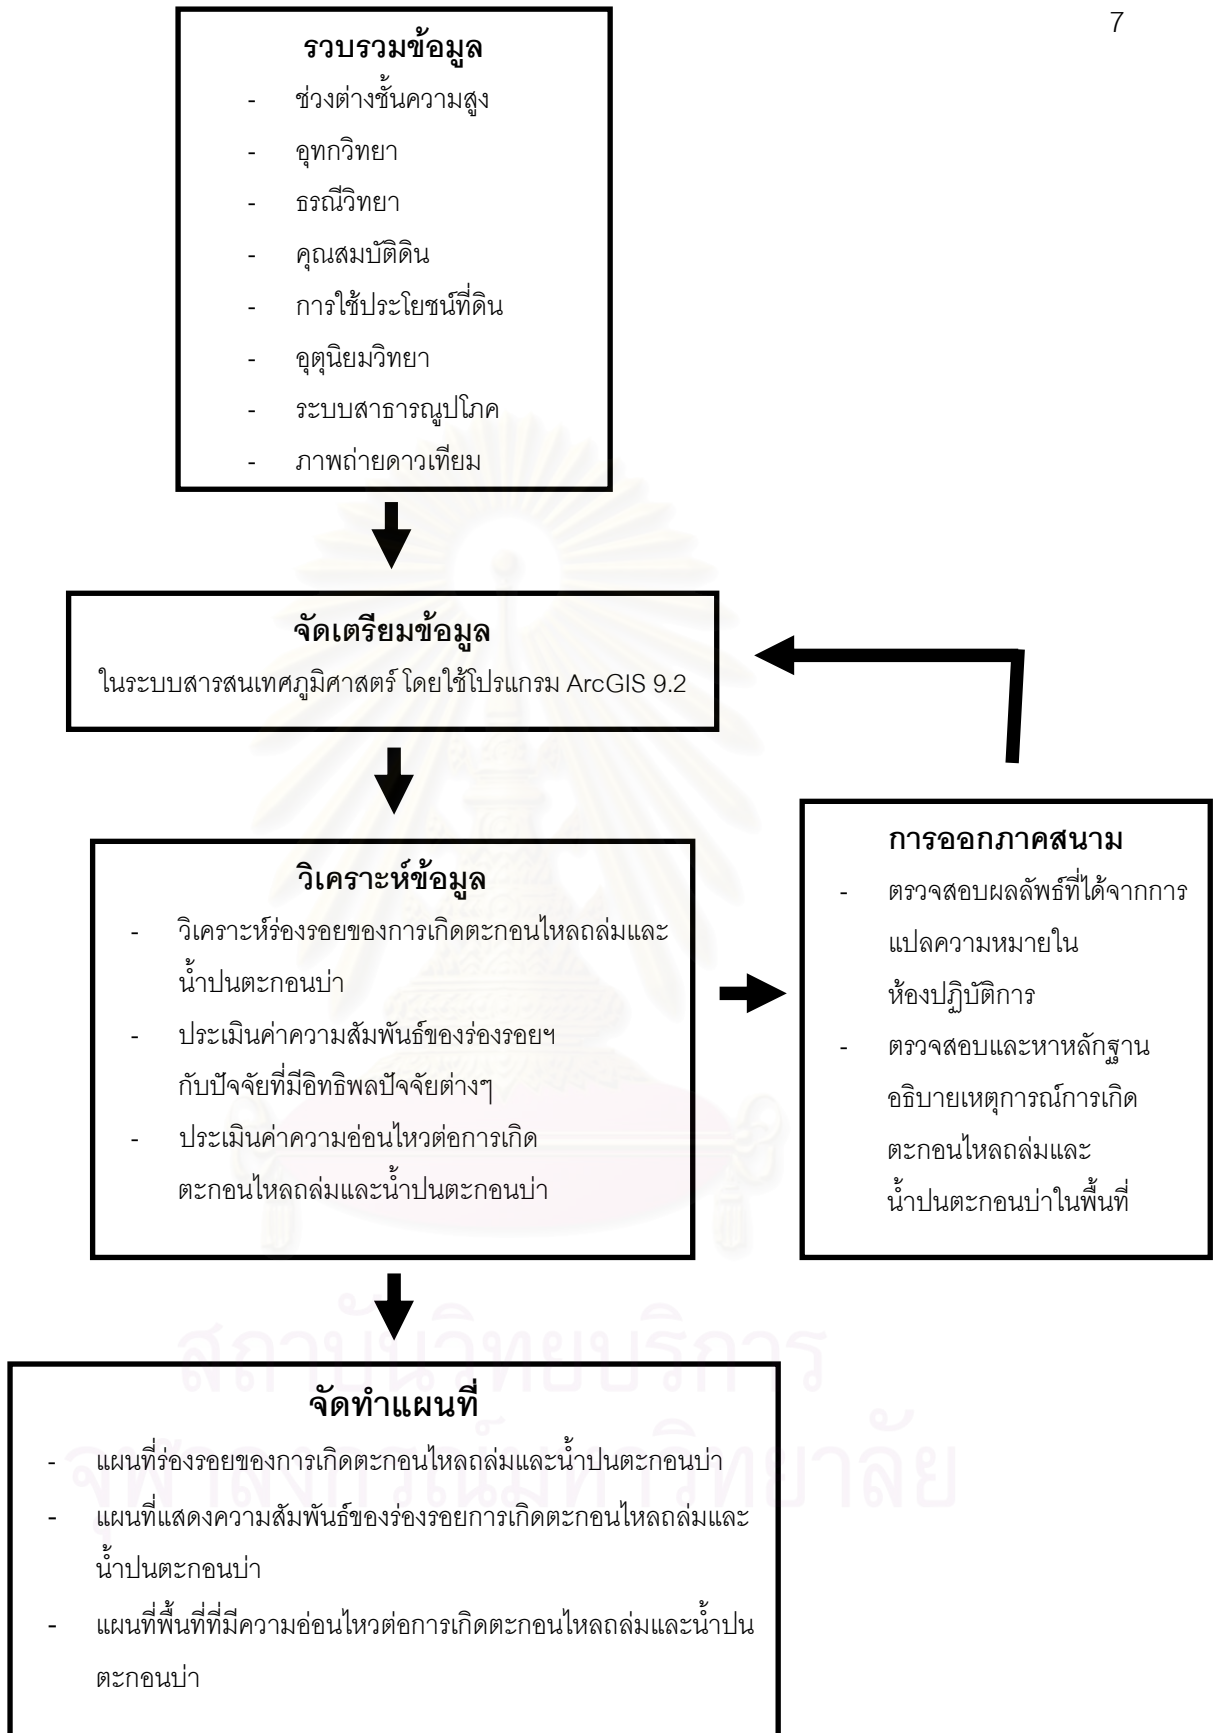 7
รวบรวมข้อมูล
- ช่วงต่างชั้นความสูง
- อุทกวิทยา
- ธรณีวิทยา
- คุณสมบัติดิน
- การใช้ประโยชน์ที่ดิน
- อุตุนิยมวิทยา
- ระบบสาธารณูปโภค
- ภาพถ่ายดาวเทียม
จัดเตรียมข้อมูล
ในระบบสารสนเทศภูมิศาสตร์ โดยใช้โปรแกรม ArcGIS 9.2
วิเคราะห์ข้อมูล
- วิเคราะห์ร่องรอยของการเกิดตะกอนไหลถล่มและ
น้ำปนตะกอนบ่า
- ประเมินค่าความสัมพันธ์ของร่องรอยฯ
กับปัจจัยที่มีอิทธิพลปัจจัยต่างๆ
- ประเมินค่าความอ่อนไหวต่อการเกิด
ตะกอนไหลถล่มและน้ำปนตะกอนบ่า
การออกภาคสนาม
- ตรวจสอบผลลัพธ์ที่ได้จากการ
แปลความหมายใน
ห้องปฏิบัติการ
- ตรวจสอบและหาหลักฐาน
อธิบายเหตุการณ์การเกิด
ตะกอนไหลถล่มและ
น้ำปนตะกอนบ่าในพื้นที่
จัดทำแผนที่
- แผนที่ร่องรอยของการเกิดตะกอนไหลถล่มและน้ำปนตะกอนบ่า
- แผนที่แสดงความสัมพันธ์ของร่องรอยการเกิดตะกอนไหลถล่มและ
น้ำปนตะกอนบ่า
- แผนที่พื้นที่ที่มีความอ่อนไหวต่อการเกิดตะกอนไหลถล่มและน้ำปน
ตะกอนบ่า
สถาบันวิทยบริการ
จุฬาลงกรณ์มหาวิทยาลัย